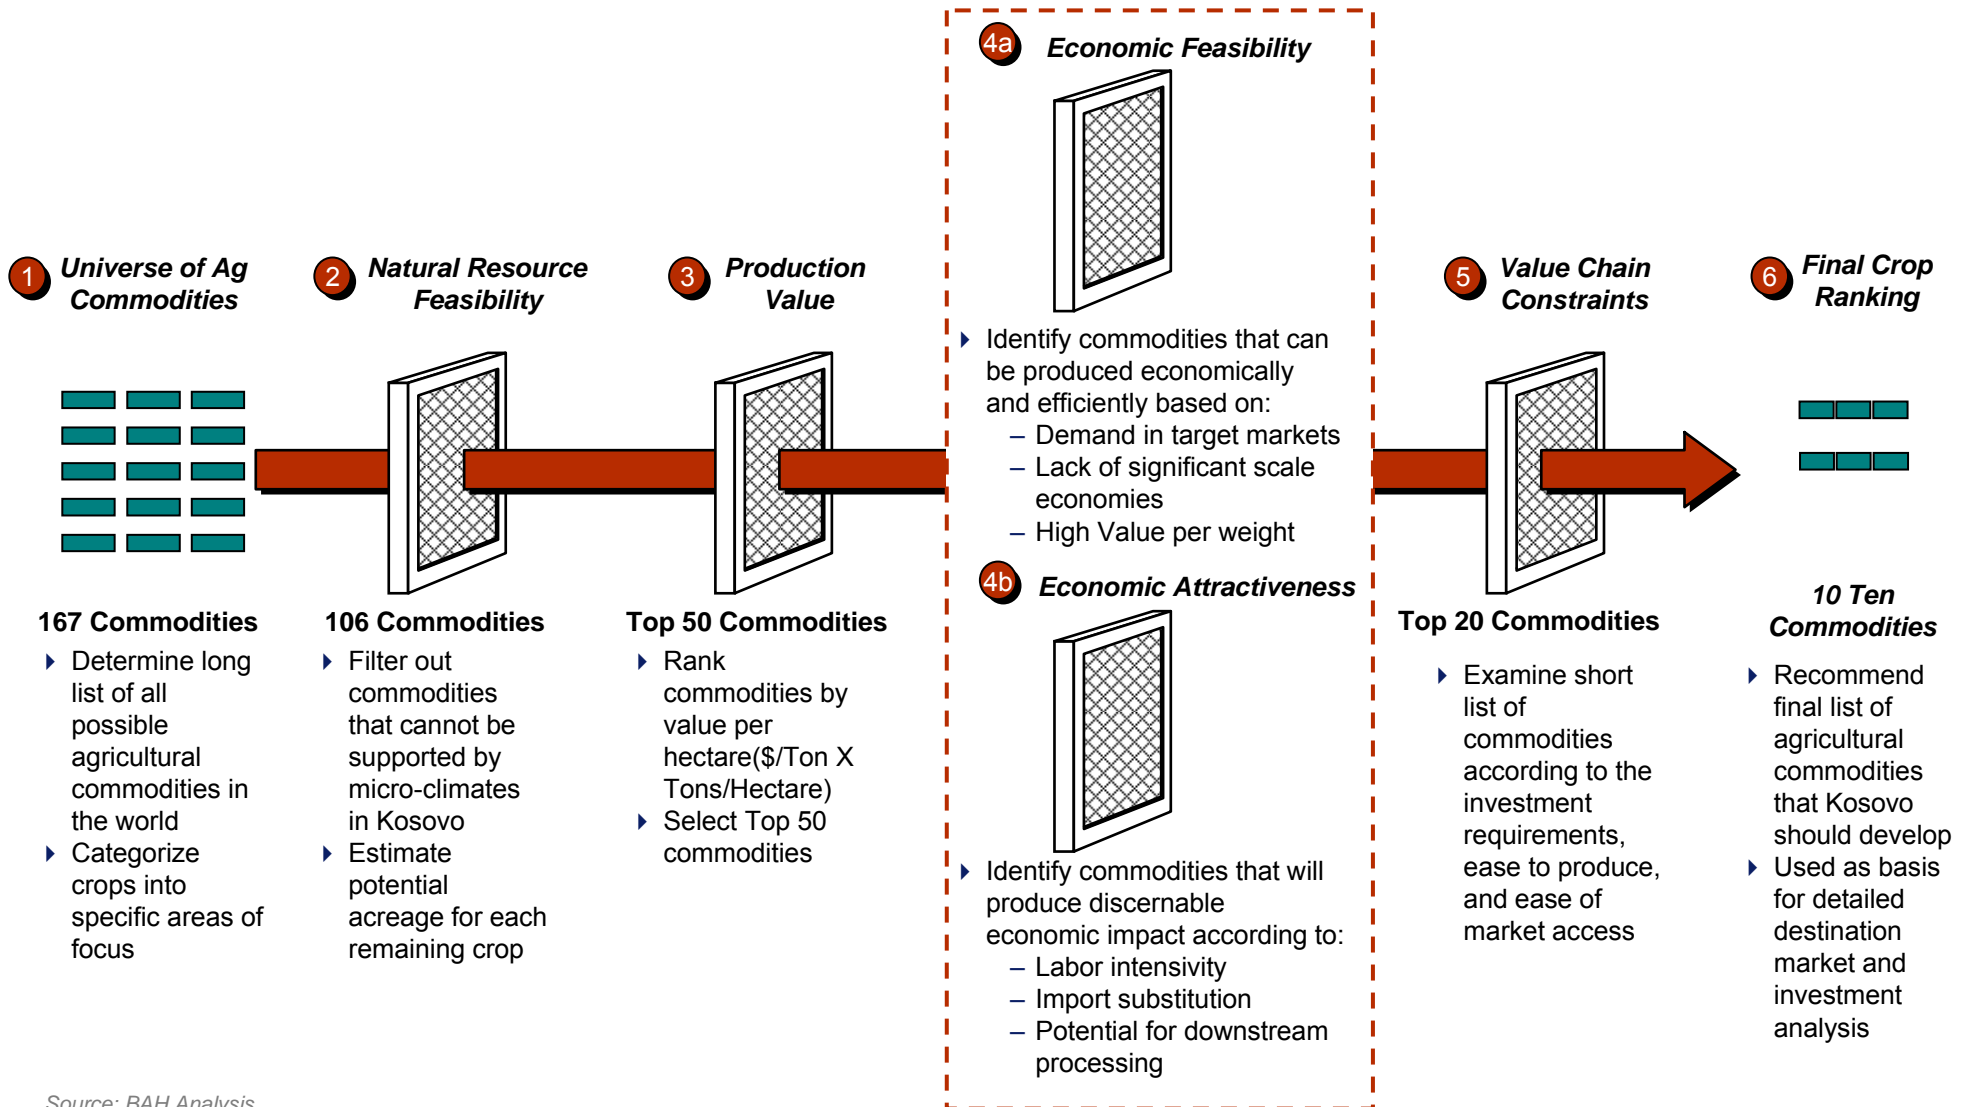 1
Universe of Ag
Commodities
167 Commodities
Determine long
list of all
possible
agricultural
commodities in
the world
Categorize
crops into
specific areas of
focus
2
Natural Resource
Feasibility
106 Commodities
Filter out
commodities
that cannot be
supported by
micro-climates
in Kosovo
Estimate
potential
acreage for each
remaining crop
3
Production
Value
Top 50 Commodities
Rank
commodities by
value per
hectare($/Ton X
Tons/Hectare)
Select Top 50
commodities
4a
Economic Feasibility
Identify commodities that can
be produced economically
and efficiently based on:
– Demand in target markets
– Lack of significant scale
economies
– High Value per weight
4b
Economic Attractiveness
Identify commodities that will
produce discernable
economic impact according to:
– Labor intensivity
– Import substitution
– Potential for downstream
processing
5
Value Chain
Constraints
Top 20 Commodities
Examine short
list of
commodities
according to the
investment
requirements,
ease to produce,
and ease of
market access
6
Final Crop
Ranking
10 Ten
Commodities
Recommend
final list of
agricultural
commodities
that Kosovo
should develop
Used as basis
for detailed
destination
market and
investment
analysis
Source: BAH Analysis